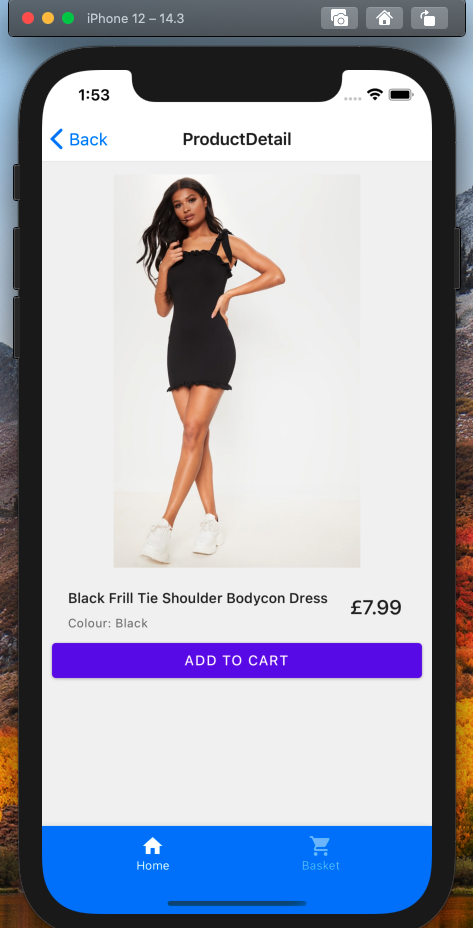 iPhone 12 – 14.3
1:53
Back
ProductDetail
Black Frill Tie Shoulder Bodycon Dress
£7.99
Colour: Black
ADD TO CART
Home
Basket